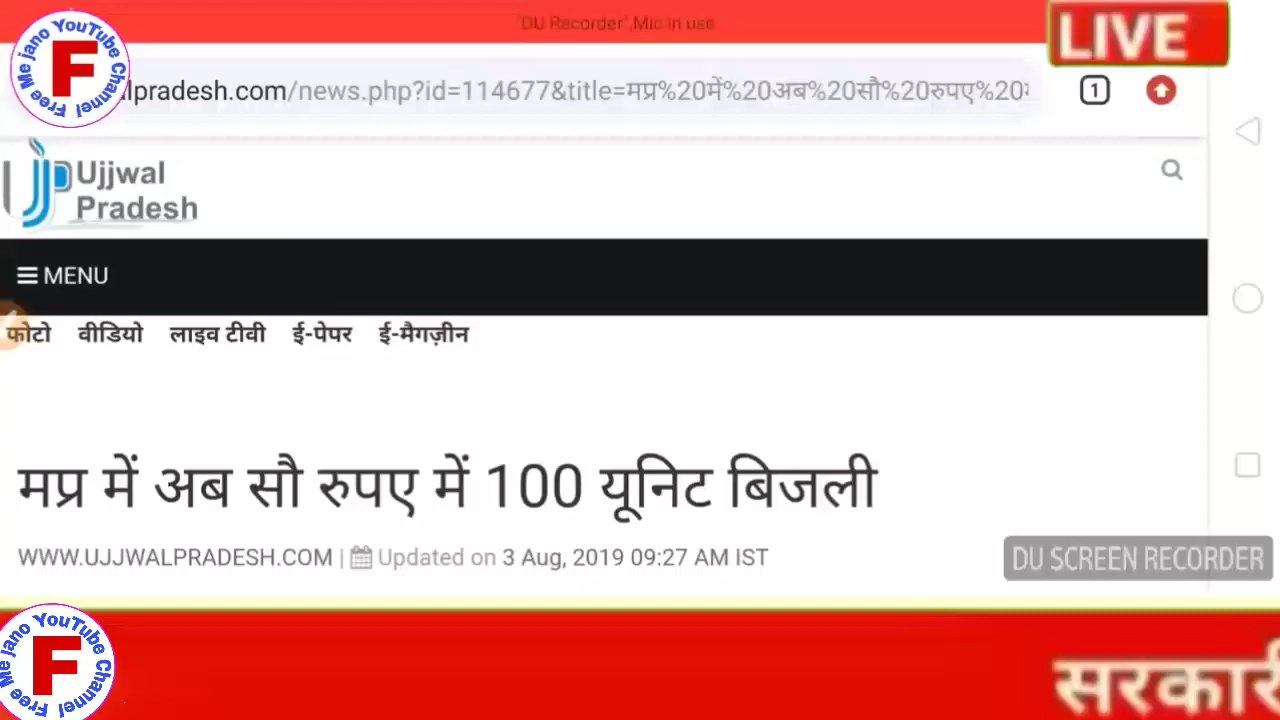 "DU Recorder",Mic in use
LIVE
Free Me jano YouTube Channel
F
lpradesh.com/news.php?id=114677&title=मप्र%20में%20अब%20सौ%20रुपए%20
1
Ujjwal
Pradesh
MENU
फोटो वीडियो लाइव टीवी ई-पेपर ई-मैगज़ीन
मप्र में अब सौ रुपए में 100 यूनिट बिजली
WWW.UJJWALPRADESH.COM | Updated on 3 Aug, 2019 09:27 AM IST
DU SCREEN RECORDER
Free Me jano YouTube Channel
F
सरकारी